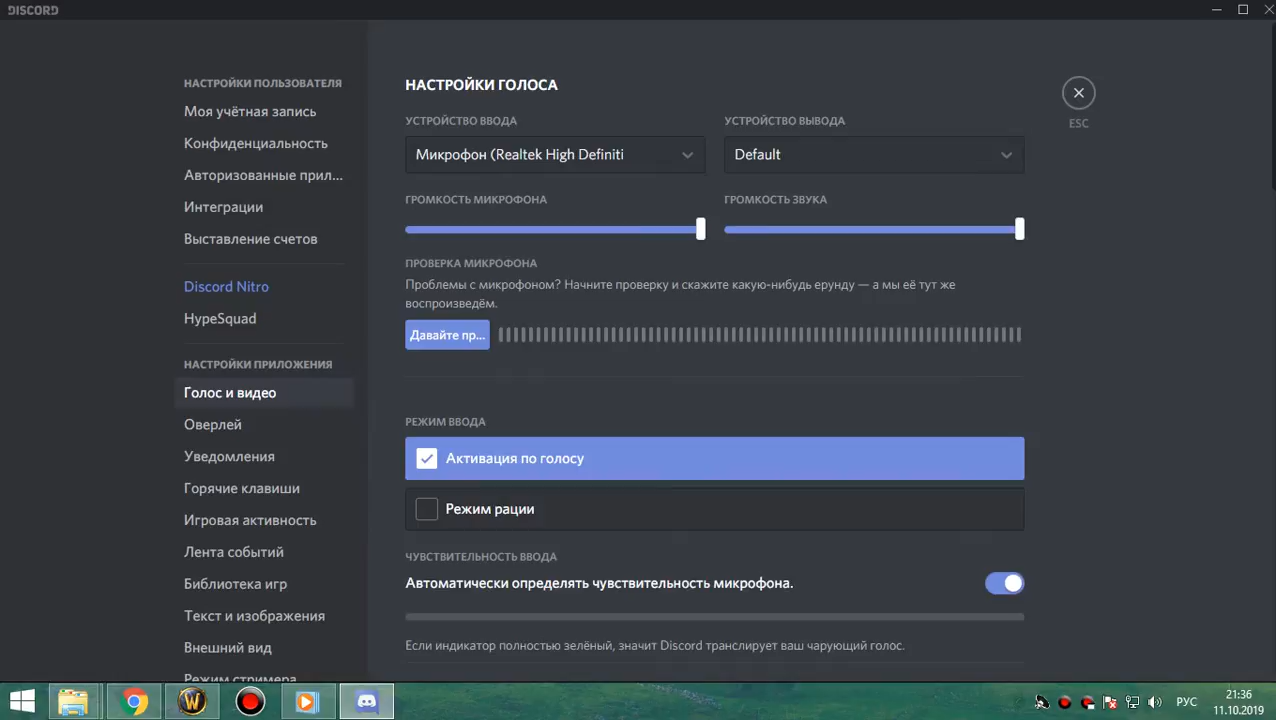 DISCORD
НАСТРОЙКИ ПОЛЬЗОВАТЕЛЯ
Моя учётная запись
Конфиденциальность
Авторизованные прил...
Интеграции
Выставление счетов
Discord Nitro
HypeSquad
НАСТРОЙКИ ПРИЛОЖЕНИЯ
Голос и видео
Оверлей
Уведомления
Горячие клавиши
Игровая активность
Лента событий
Библиотека игр
Текст и изображения
Внешний вид
Режим стримера
НАСТРОЙКИ ГОЛОСА
УСТРОЙСТВО ВВОДА
Микрофон (Realtek High Definiti
УСТРОЙСТВО ВЫВОДА
Default
ГРОМКОСТЬ МИКРОФОНА
ГРОМКОСТЬ ЗВУКА
ПРОВЕРКА МИКРОФОНА
Проблемы с микрофоном? Начните проверку и скажите какую-нибудь ерунду — а мы её тут же
воспроизведём.
Давайте пр...
РЕЖИМ ВВОДА
Активация по голосу
Режим рации
ЧУВСТВИТЕЛЬНОСТЬ ВВОДА
Автоматически определять чувствительность микрофона.
Если индикатор полностью зелёный, значит Discord транслирует ваш чарующий голос.
ESC
РУС
21:36
11.10.2019